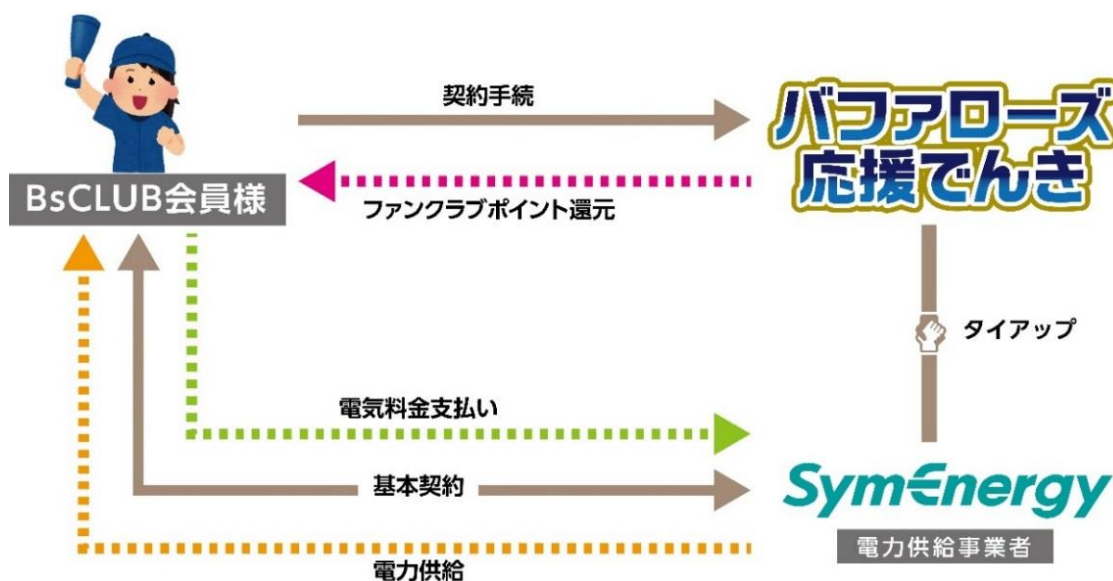 契約手続
バファローズ
応援でんき
BsCLUB会員様
ファンクラブポイント還元
タイアップ
電気料金支払い
基本契約
SymEnergy
電力供給事業者
電力供給